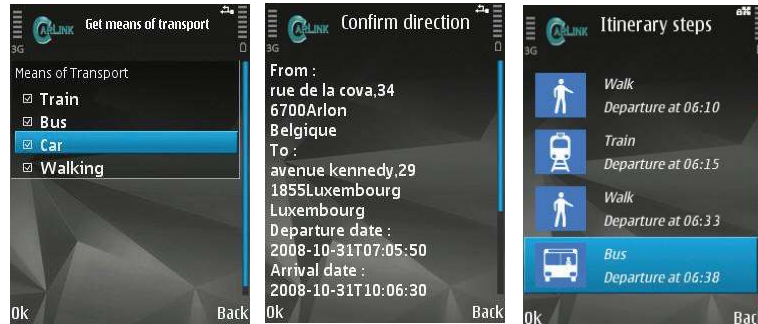 CARLINK
Get means of transport
3G
Means of Transport
Train
Bus
Car
Walking
Ok
Back
CARLINK
Confirm direction
3G
From :
rue de la cova,34
6700Arlon
Belgique
To :
avenue kennedy,29
1855Luxembourg
Luxembourg
Departure date :
2008-10-31T07:05:50
Arrival date :
2008-10-31T10:06:30
Ok
Back
CARLINK
Itinerary steps
3G
Walk
Departure at 06:10
Train
Departure at 06:15
Walk
Departure at 06:33
Bus
Departure at 06:38
Ok
Bac